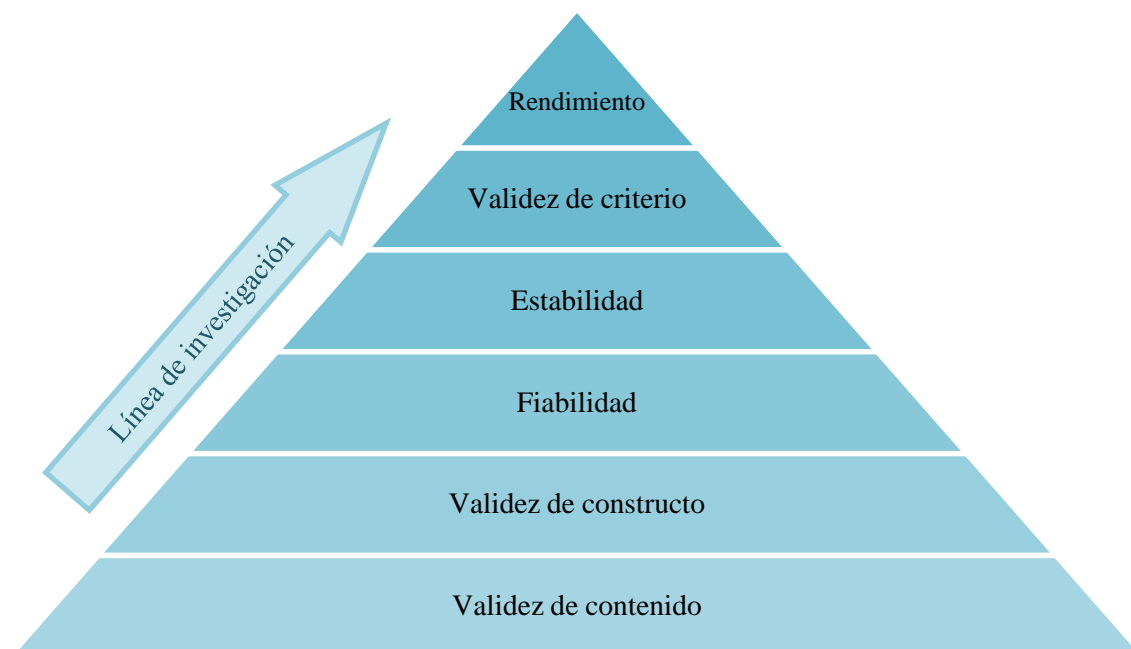 Rendimiento
Validez de criterio
Estabilidad
Fiabilidad
Validez de constructo
Validez de contenido
Línea de investigación